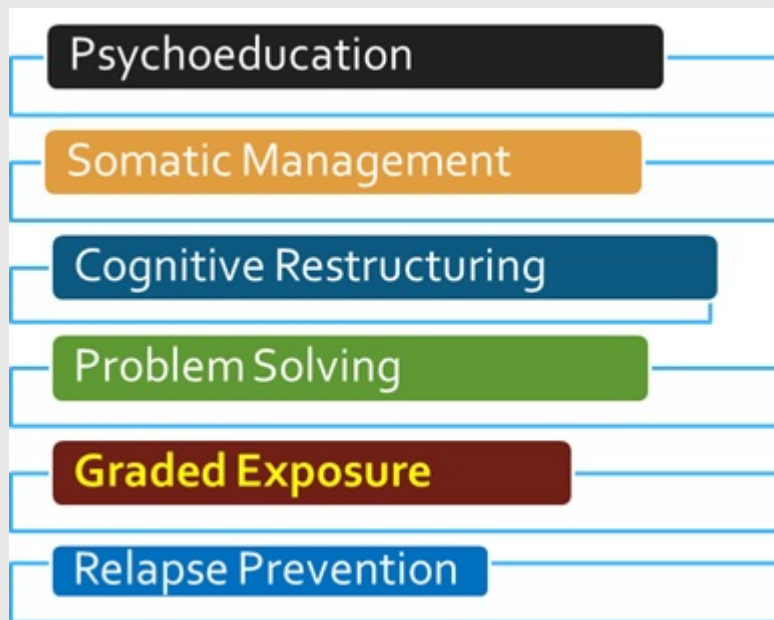 Psychoeducation
Somatic Management
Cognitive Restructuring
Problem Solving
Graded Exposure
Relapse Prevention